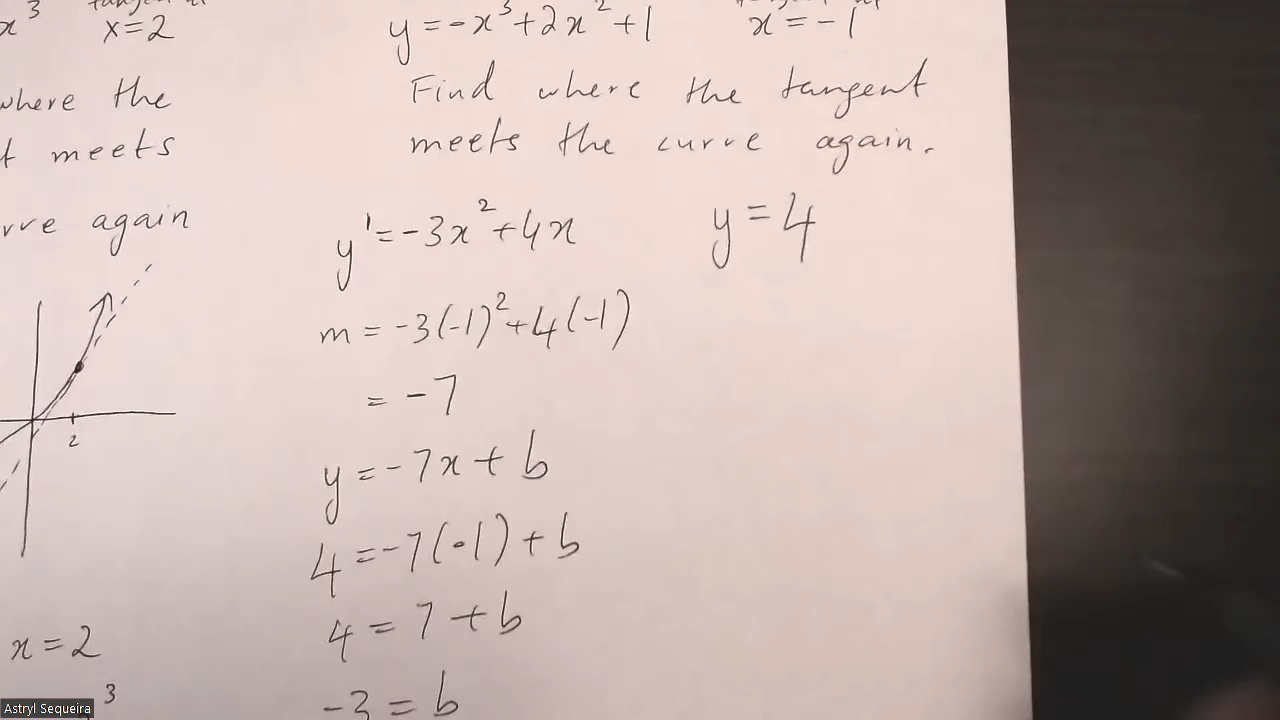 x³ x=2
where the
t meets
rve again
2
x=2
3
y=-x³+2x²+1 x=-1
Find where the tangent
meets the curve again.
y'=-3x²+4x y=4
m=-3(-1)²+4(-1)
=-7
y=-7x+b
4=-7(-1)+b
4=7+b
-3=b
Astryl Sequeira